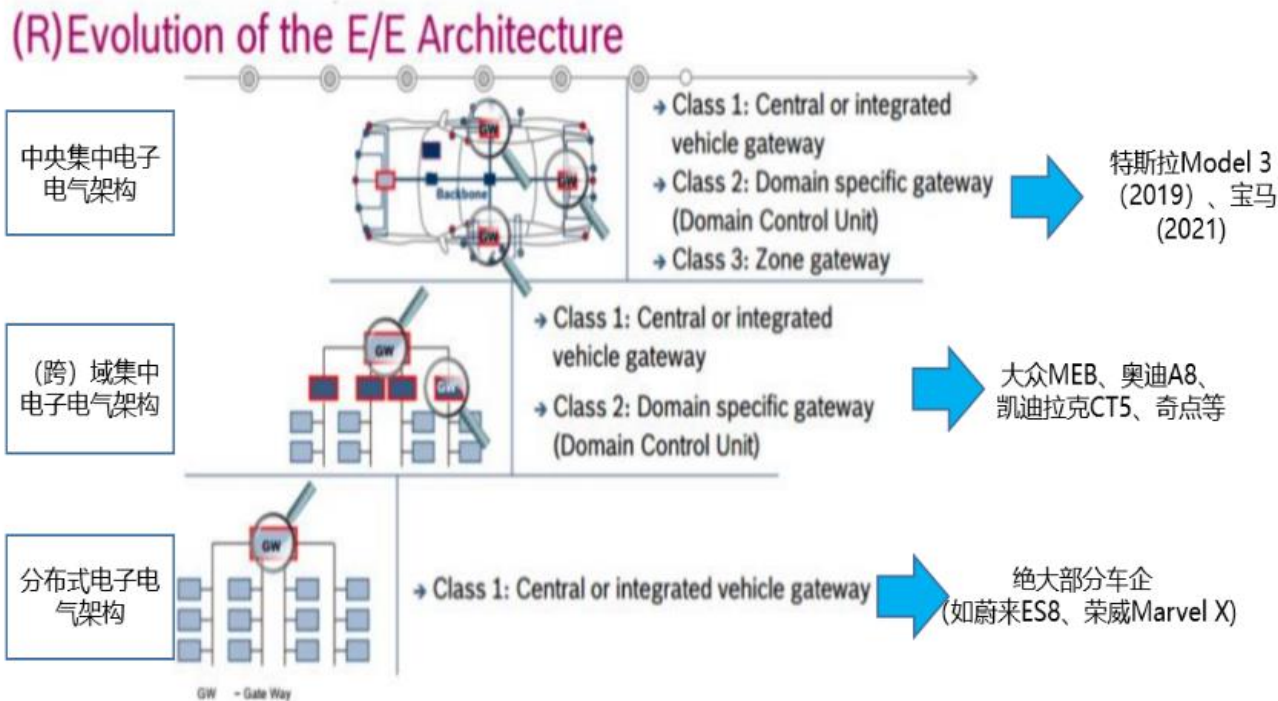 (R)Evolution of the E/E Architecture
中央集中电子
电气架构
GW
GW
Backbone
GW
→ Class 1: Central or integrated
vehicle gateway
→ Class 2: Domain specific gateway
(Domain Control Unit)
→ Class 3: Zone gateway
特斯拉Model 3
（2019）、宝马
(2021)
（跨）域集中
电子电气架构
GW
GW
→ Class 1: Central or integrated
vehicle gateway
→ Class 2: Domain specific gateway
(Domain Control Unit)
大众MEB、奥迪A8、
凯迪拉克CT5、奇点等
分布式电子电
气架构
GW
→ Class 1: Central or integrated vehicle gateway
绝大部分车企
(如蔚来ES8、荣威Marvel X)
GW – Gate Way